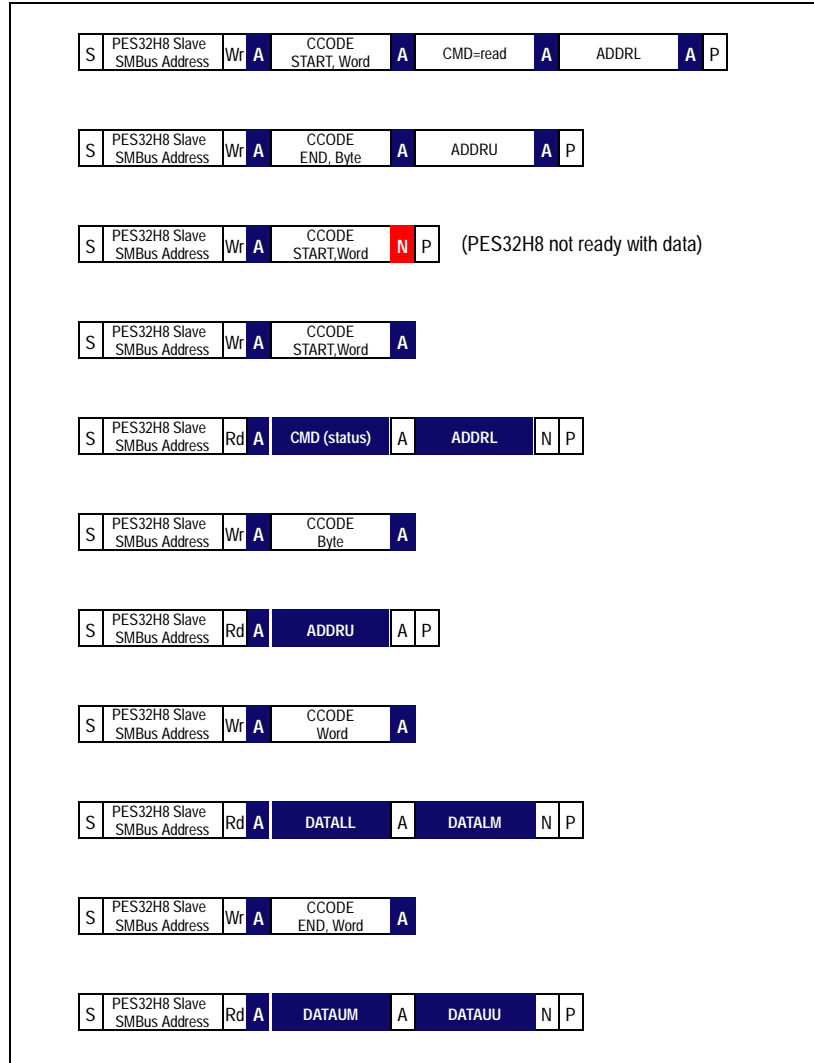 S PES32H8 Slave SMBus Address Wr A CCODE START, Word A CMD=read A ADDRL A P
S PES32H8 Slave SMBus Address Wr A CCODE END, Byte A ADDRU A P
S PES32H8 Slave SMBus Address Wr A CCODE START,Word N P (PES32H8 not ready with data)
S PES32H8 Slave SMBus Address Wr A CCODE START,Word A
S PES32H8 Slave SMBus Address Rd A CMD (status) A ADDRL N P
S PES32H8 Slave SMBus Address Wr A CCODE Byte A
S PES32H8 Slave SMBus Address Rd A ADDRU A P
S PES32H8 Slave SMBus Address Wr A CCODE Word A
S PES32H8 Slave SMBus Address Rd A DATALL A DATALM N P
S PES32H8 Slave SMBus Address Wr A CCODE END, Word A
S PES32H8 Slave SMBus Address Rd A DATAUM A DATAUU N P